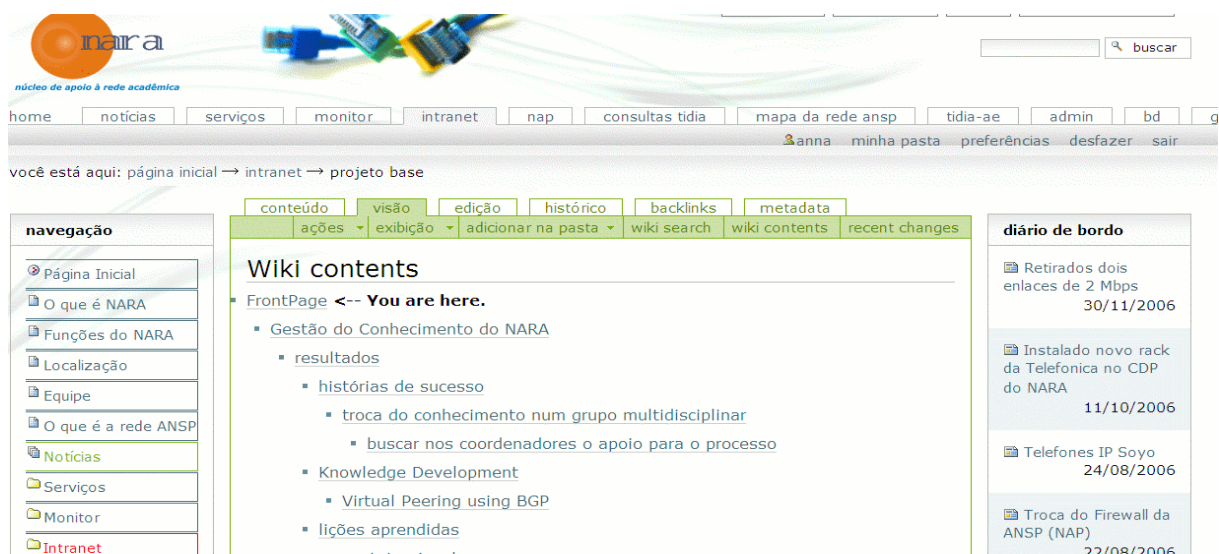 nara
núcleo de apoio à rede acadêmica
buscar
home notícias serviços monitor intranet nap consultas tidia mapa da rede ansp tidia-ae admin bd g
anna minha pasta preferências desfazer sair
você está aqui: página inicial → intranet → projeto base
navegação
Página Inicial
O que é NARA
Funções do NARA
Localização
Equipe
O que é a rede ANSP
Notícias
Serviços
Monitor
Intranet
conteúdo visão edição histórico backlinks metadata
ações exibição adicionar na pasta wiki search wiki contents recent changes
Wiki contents
FrontPage <-- You are here.
Gestão do Conhecimento do NARA
resultados
histórias de sucesso
troca do conhecimento num grupo multidisciplinar
buscar nos coordenadores o apoio para o processo
Knowledge Development
Virtual Peering using BGP
lições aprendidas
diário de bordo
Retirados dois
enlaces de 2 Mbps
30/11/2006
Instalado novo rack
da Telefonica no CDP
do NARA
11/10/2006
Telefones IP Soyo
24/08/2006
Troca do Firewall da
ANSP (NAP)
22/08/2006